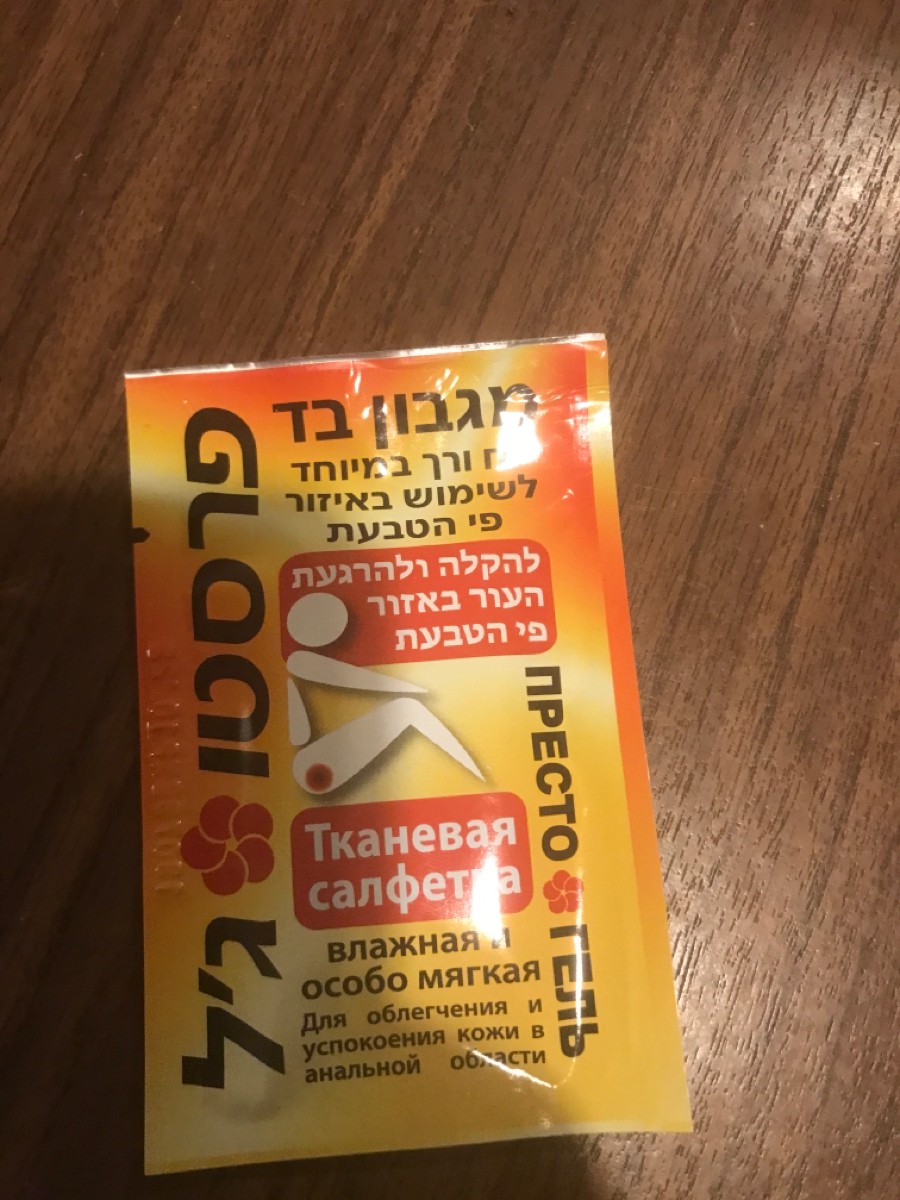 פרסטו ג'ל
מגבון בד
ורך במיוחד
לשימוש באיזור
פי הטבעת
להקלה ולהרגעת
העור באזור
פי הטבעת
ПРЕСТО ГЕЛЬ
Тканевая
салфетка
влажная и
особо мягкая
Для облегчения и
успокоения кожи в
анальной области